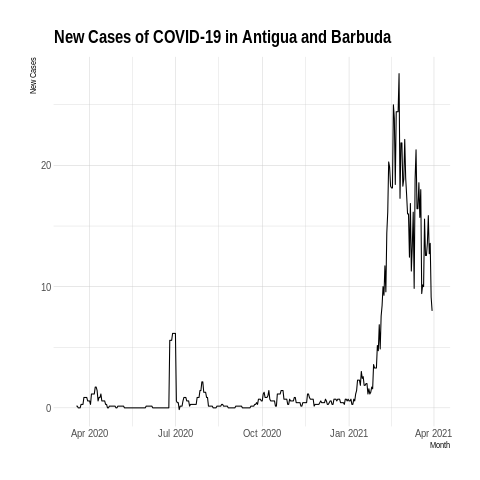 New Cases of COVID-19 in Antigua and Barbuda
New Cases
20
10
0
Apr 2020 Jul 2020 Oct 2020 Jan 2021 Apr 2021
Month